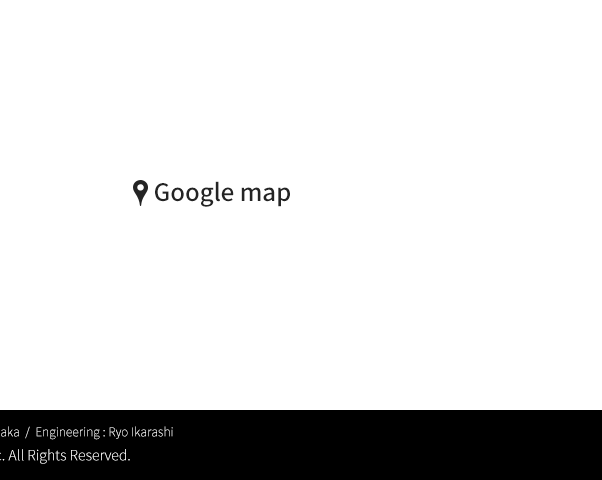 Google map
aka / Engineering : Ryo Ikarashi
. All Rights Reserved.